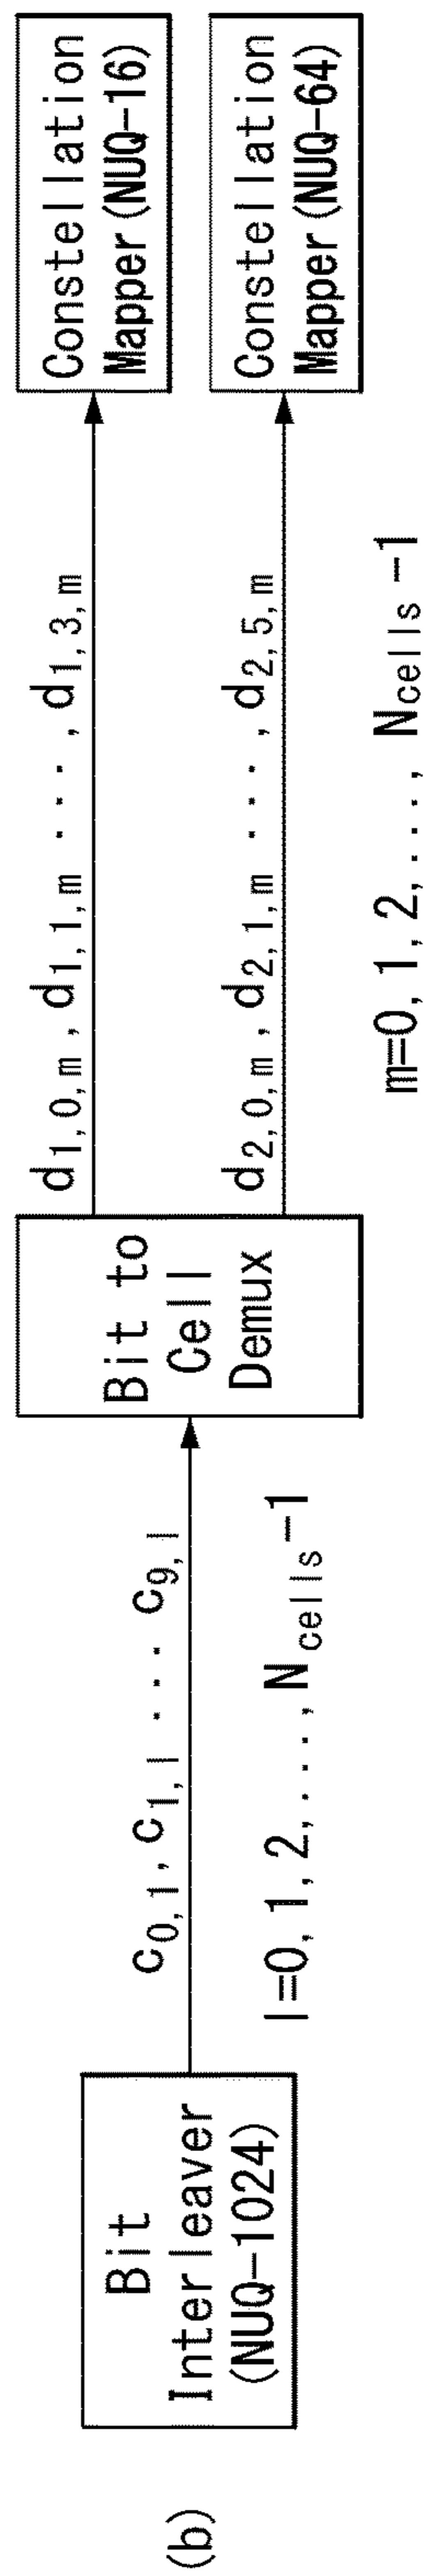 (b)
Bit
Interleaver
(NUQ-1024)
c0,1, c1,l ... c9,l
l=0, 1, 2, ..., Ncells-1
Bit to
Cell
Demux
d1,0,m, d1,1,m ..., d1,3,m
d2,0,m, d2,1,m ..., d2,5,m
m=0, 1, 2, ..., Ncells-1
Constellation
Mapper(NUQ-16)
Constellation
Mapper(NUQ-64)